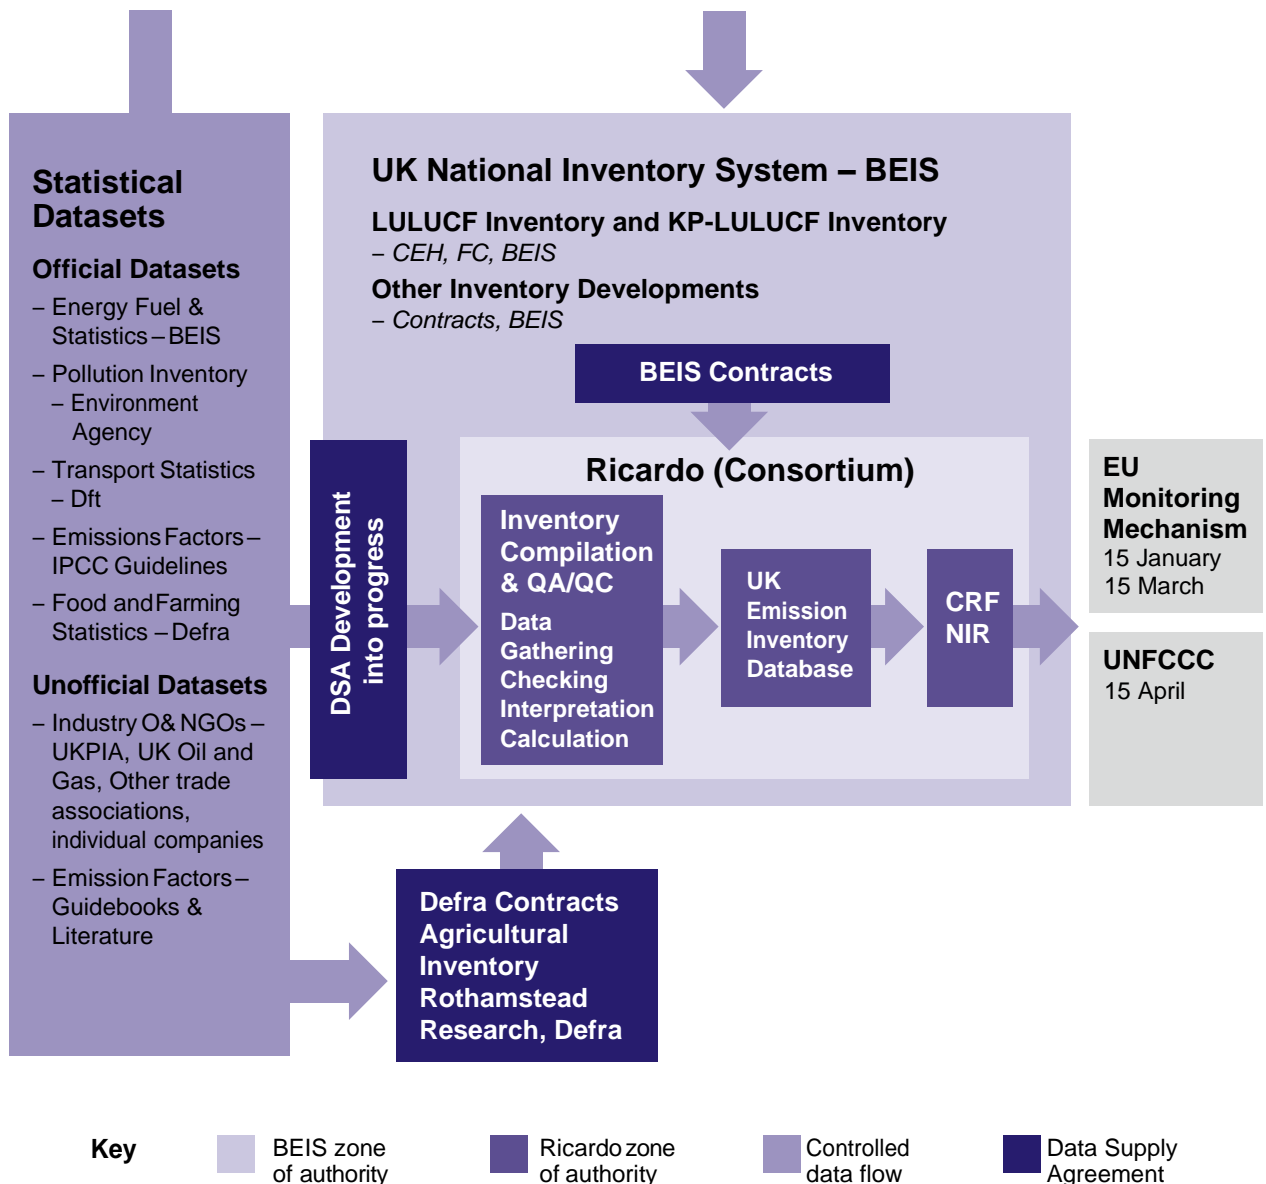 Statistical
Datasets
Official Datasets
– Energy Fuel &
Statistics – BEIS
– Pollution Inventory
– Environment
Agency
– Transport Statistics
– Dft
– Emissions Factors –
IPCC Guidelines
– Food and Farming
Statistics – Defra
Unofficial Datasets
– Industry O& NGOs –
UKPIA, UK Oil and
Gas, Other trade
associations,
individual companies
– Emission Factors –
Guidebooks &
Literature
UK National Inventory System – BEIS
LULUCF Inventory and KP-LULUCF Inventory
– CEH, FC, BEIS
Other Inventory Developments
– Contracts, BEIS
BEIS Contracts
DSA Development
into progress
Ricardo (Consortium)
Inventory
Compilation
& QA/QC
Data
Gathering
Checking
Interpretation
Calculation
UK
Emission
Inventory
Database
CRF
NIR
EU
Monitoring
Mechanism
15 January
15 March
UNFCCC
15 April
Defra Contracts
Agricultural
Inventory
Rothamstead
Research, Defra
Key
BEIS zone
of authority
Ricardo zone
of authority
Controlled
data flow
Data Supply
Agreement